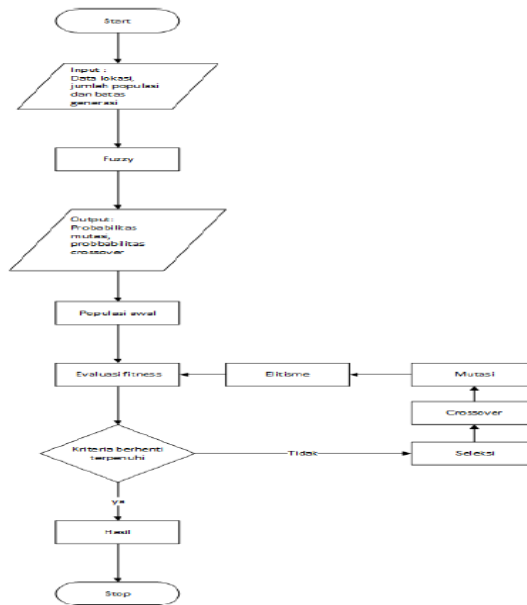 Start
Input :
Data lokasi,
jumlah populasi
dan batas
generasi
Fuzzy
Output:
Probabilitas
mutasi,
probbabilitas
crossover
Populasi awal
Evaluasi fitness
Elitisme
Mutasi
Crossover
Seleksi
Kriteria berhenti
terpenuhi
Tidak
ya
Hasil
Stop